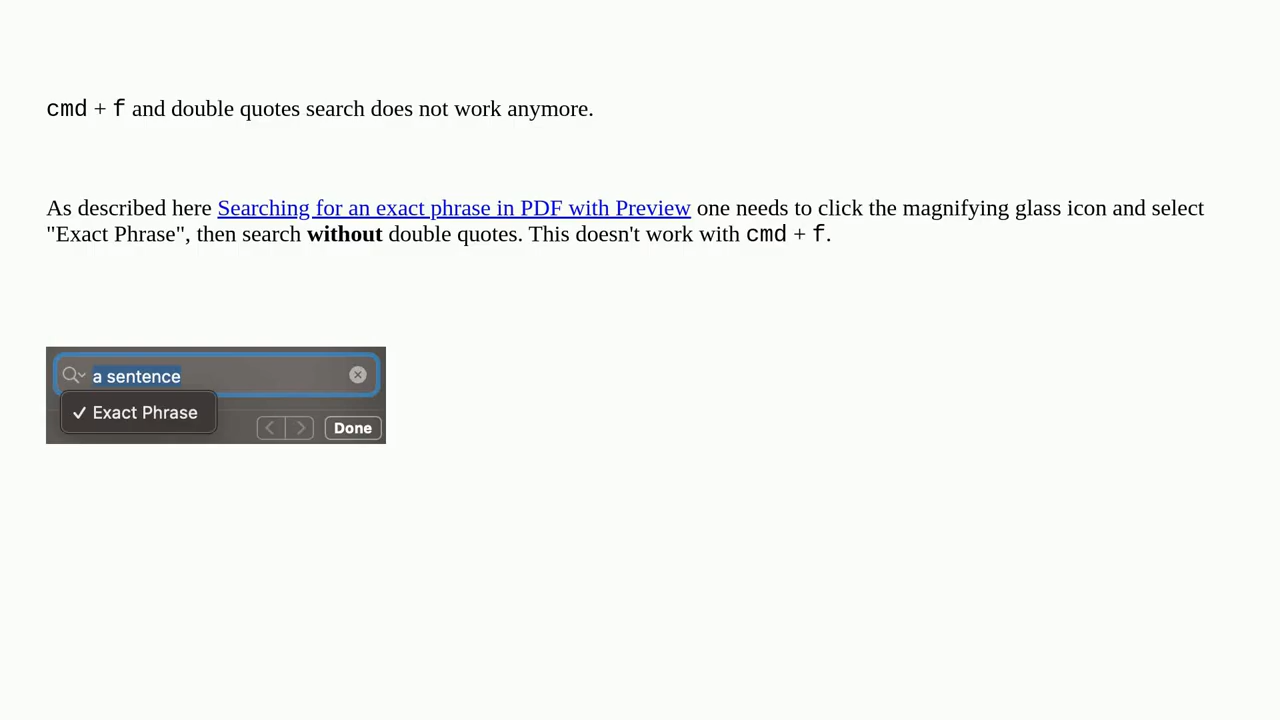 cmd + f and double quotes search does not work anymore.
As described here Searching for an exact phrase in PDF with Preview one needs to click the magnifying glass icon and select
"Exact Phrase", then search without double quotes. This doesn't work with cmd + f.
a sentence
✓ Exact Phrase
Done